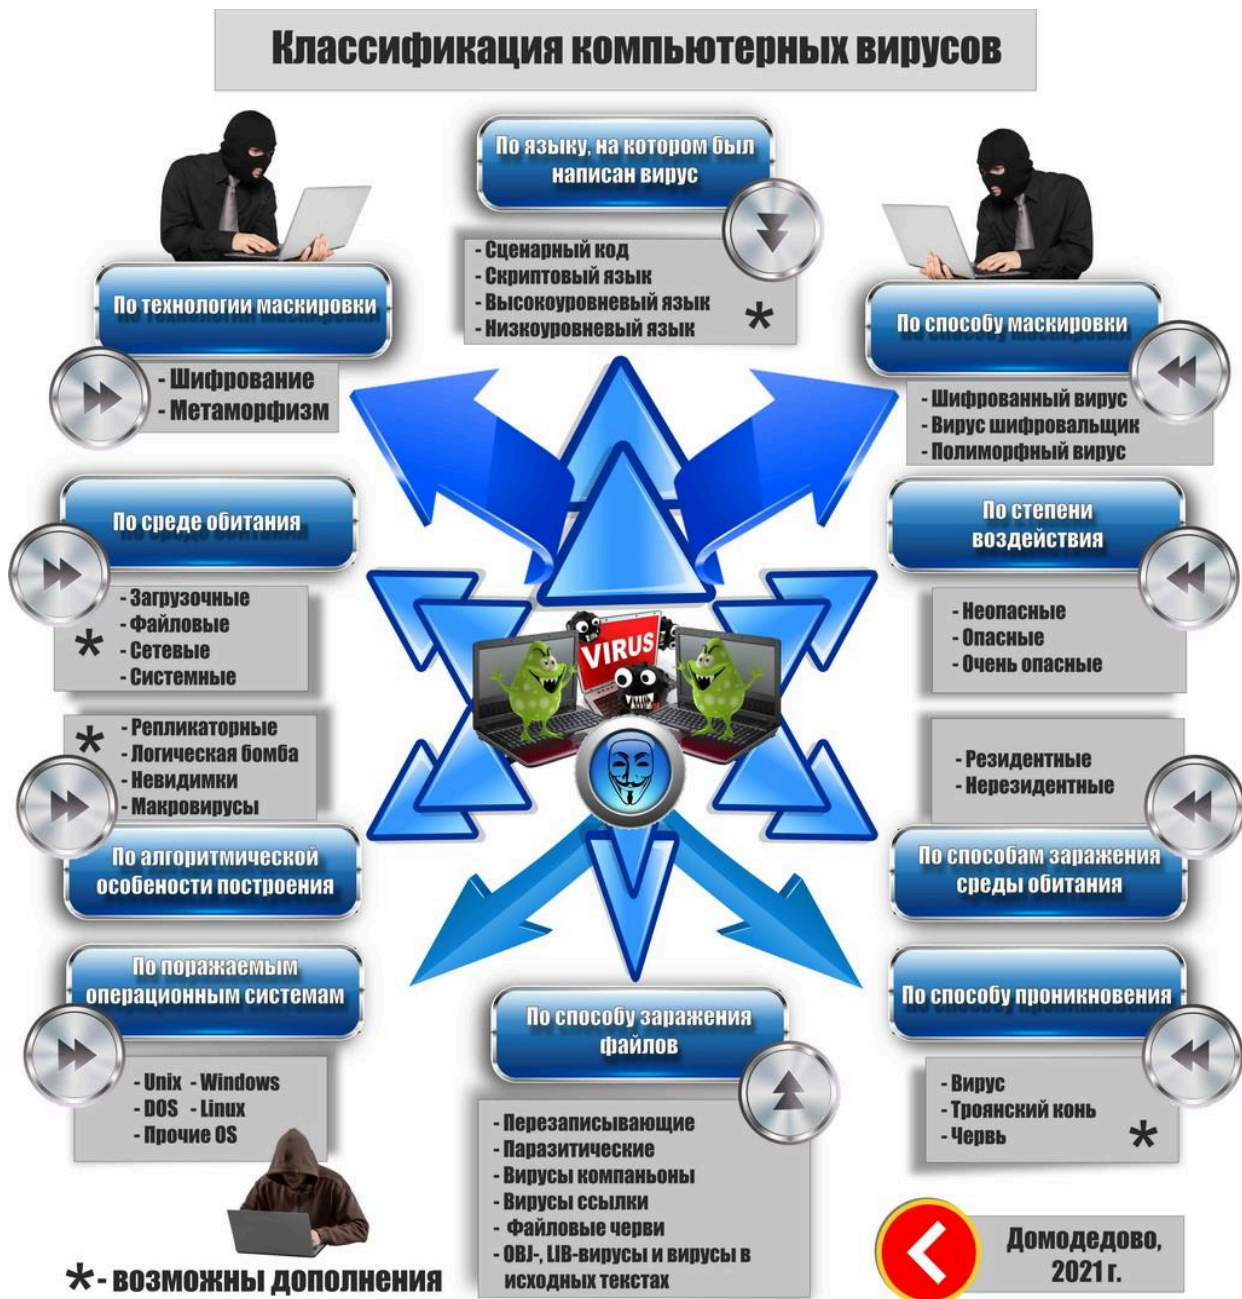 Классификация компьютерных вирусов
По языку, на котором был
написан вирус
- Сценарный код
- Скриптовый язык
- Высокоуровневый язык
- Низкоуровневый язык
*
По технологии маскировки
- Шифрование
- Метаморфизм
По способу маскировки
- Шифрованный вирус
- Вирус шифровальщик
- Полиморфный вирус
По среде обитания
- Загрузочные
- Файловые
- Сетевые
- Системные
*
По степени
воздействия
- Неопасные
- Опасные
- Очень опасные
VIRUS
*
- Репликаторные
- Логическая бомба
- Невидимки
- Макровирусы
По алгоритмической
особености построения
- Резидентные
- Нерезидентные
По способам заражения
среды обитания
По поражаемым
операционным системам
- Unix - Windows
- DOS - Linux
- Прочие OS
По способу заражения
файлов
- Перезаписывающие
- Паразитические
- Вирусы компаньоны
- Вирусы ссылки
- Файловые черви
- OBJ-, LIB-вирусы и вирусы в
исходных текстах
По способу проникновения
- Вирус
- Троянский конь
- Червь
*
* - возможны дополнения
Домодедово,
2021 г.